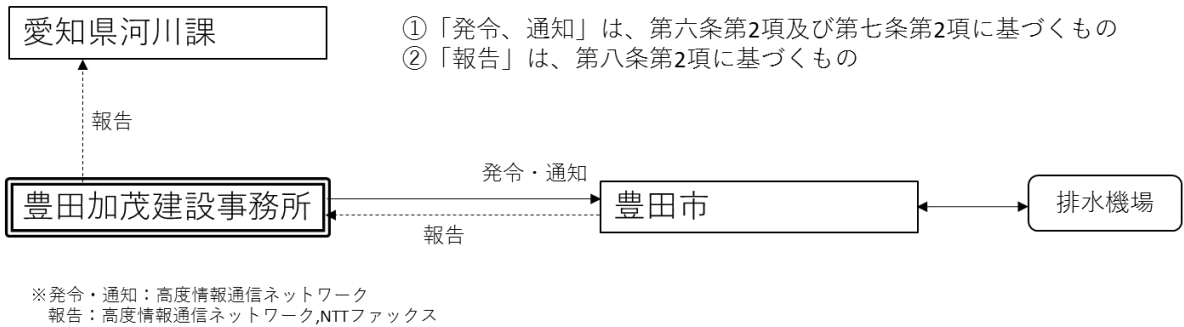 愛知県河川課
①「発令、通知」は、第六条第2項及び第七条第2項に基づくもの
②「報告」は、第八条第2項に基づくもの
報告
豊田加茂建設事務所
発令・通知
報告
豊田市
排水機場
※発令・通知：高度情報通信ネットワーク
報告：高度情報通信ネットワーク,NTTファックス